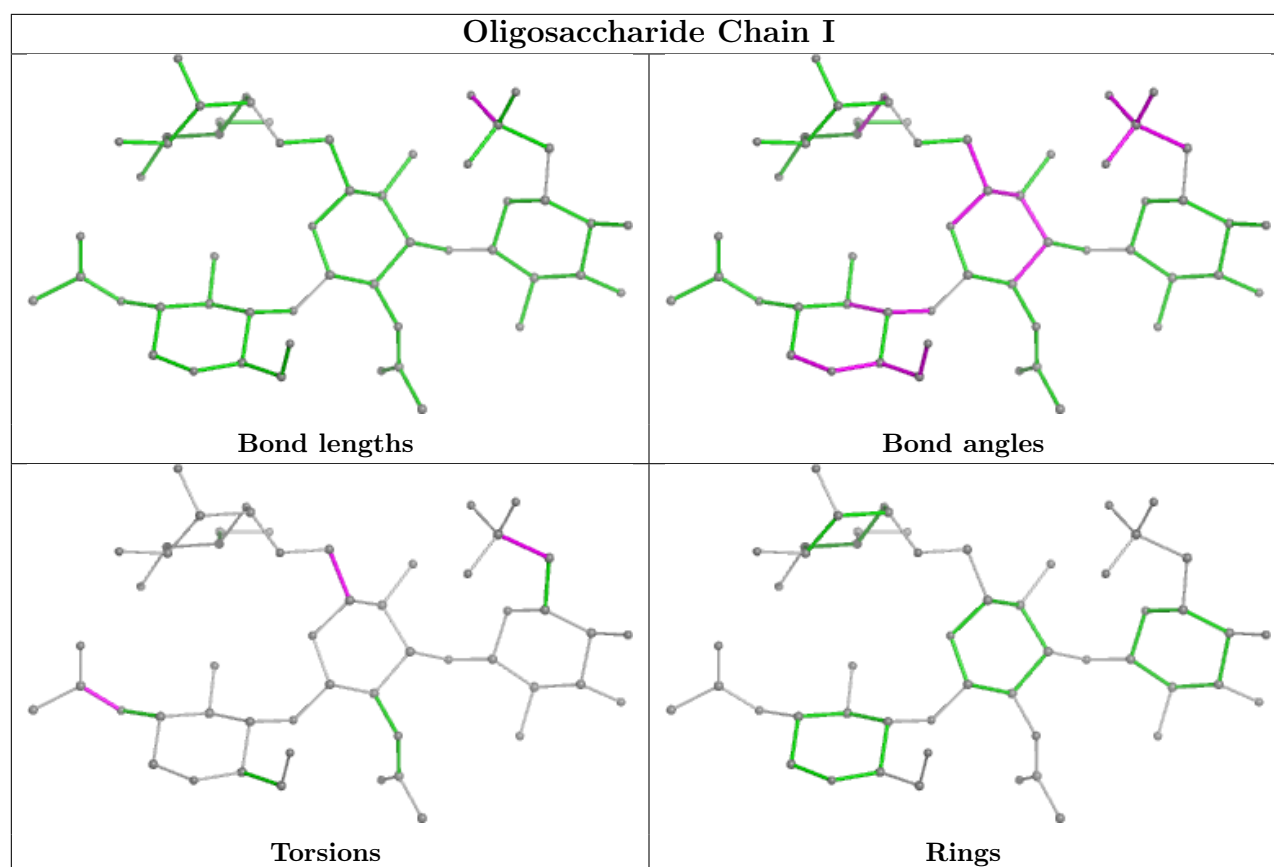 Oligosaccharide Chain I
Bond lengths
Bond angles
Torsions
Rings